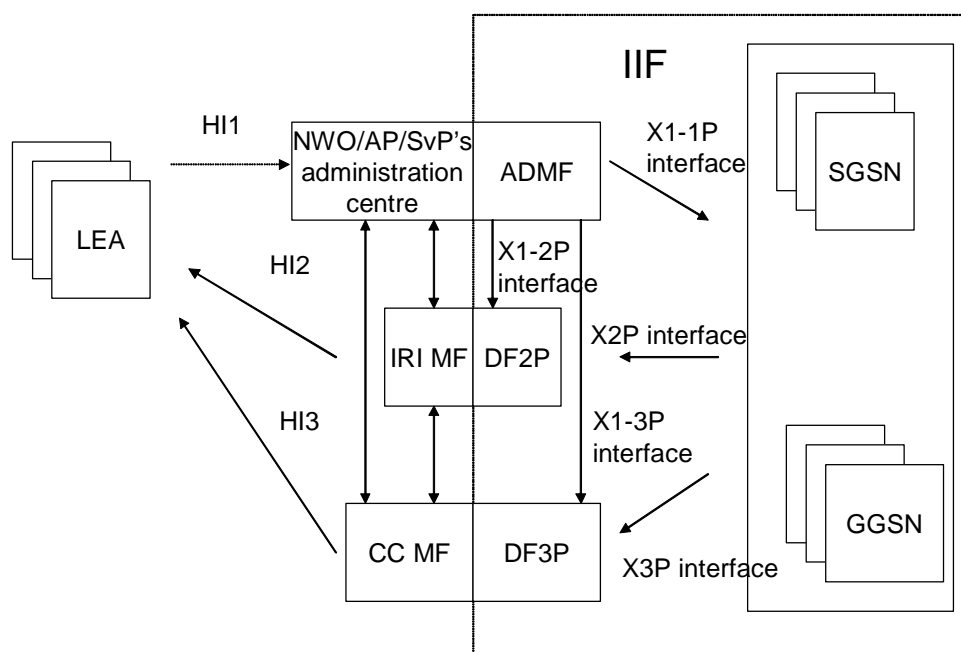 IIF
HI1
NWO/AP/SvP's
administration
centre
ADMF
X1-1P
interface
SGSN
LEA
HI2
X1-2P
interface
IRI MF
DF2P
X2P interface
HI3
X1-3P
interface
CC MF
DF3P
X3P interface
GGSN